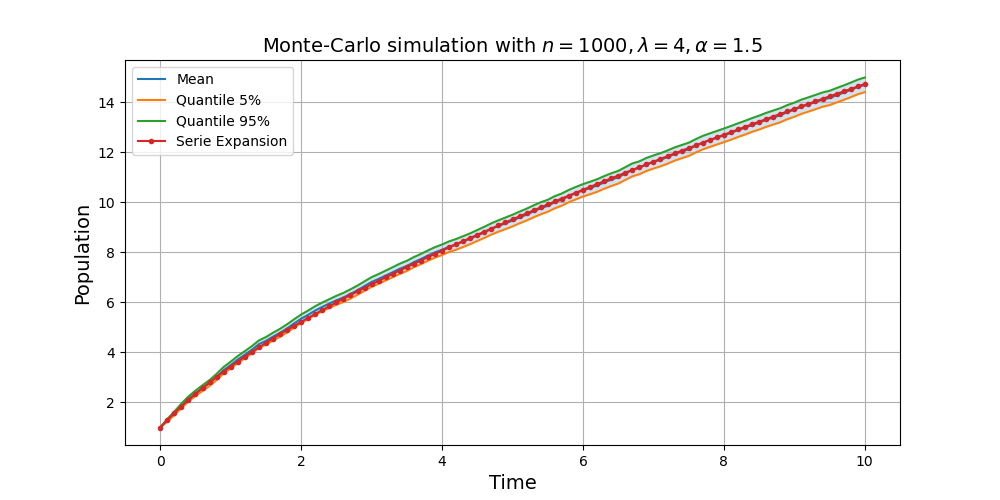 Monte-Carlo simulation with n = 1000, λ = 4, α = 1.5
Mean
Quantile 5%
Quantile 95%
Serie Expansion
Population
14
12
10
8
6
4
2
0 2 4 6 8 10
Time